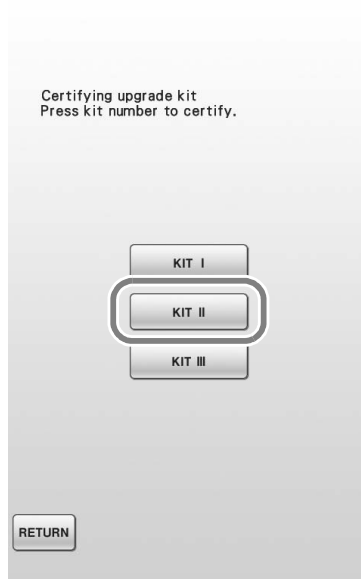 Certifying upgrade kit
Press kit number to certify.
KIT I
KIT II
KIT III
RETURN